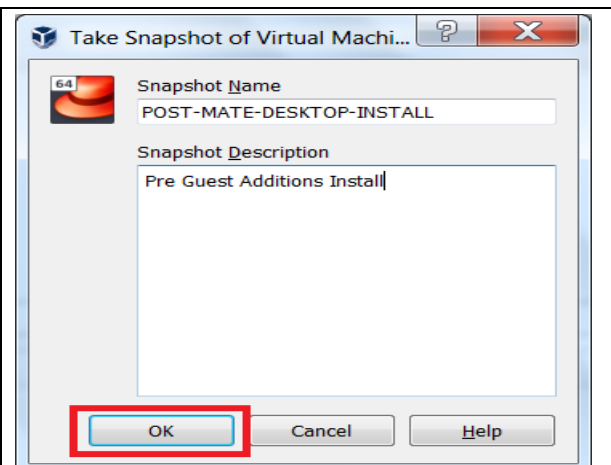 Take Snapshot of Virtual Machi...
64
Snapshot Name
POST-MATE-DESKTOP-INSTALL
Snapshot Description
Pre Guest Additions Install
OK
Cancel
Help